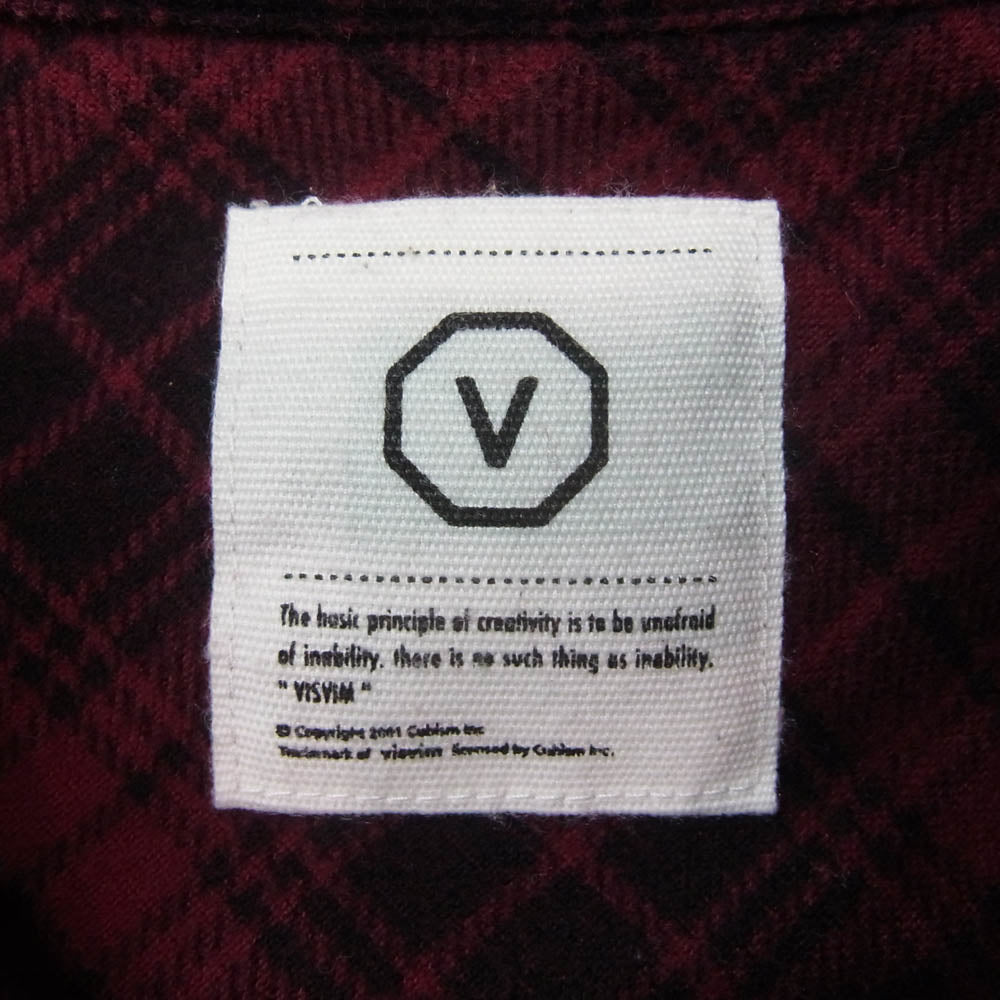 V
The basic principle of creativity is to be unafraid
of inability. there is no such thing as inability.
" VISVIM "
© Copyright 2001 Cubism Inc
Trademark of visvim licensed by Cubism Inc.